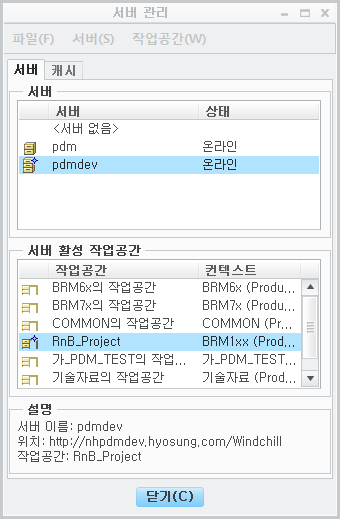 서버 관리
파일(F) 서버(S) 작업공간(W)
서버 캐시
서버
서버 상태
<서버 없음>
pdm 온라인
pdmdev 온라인
서버 활성 작업공간
작업공간 컨텍스트
BRM6x의 작업공간 BRM6x (Produ...
BRM7x의 작업공간 BRM7x (Produ...
COMMON의 작업공간 COMMON (Pr...
RnB_Project BRM1xx (Prod...
가_PDM_TEST의 작업... 가_PDM_TEST...
기술자료의 작업공간 기술자료 (Prod...
설명
서버 이름: pdmdev
위치: http://nhpdmdev.hyosung.com/Windchill
작업공간: RnB_Project
닫기(C)